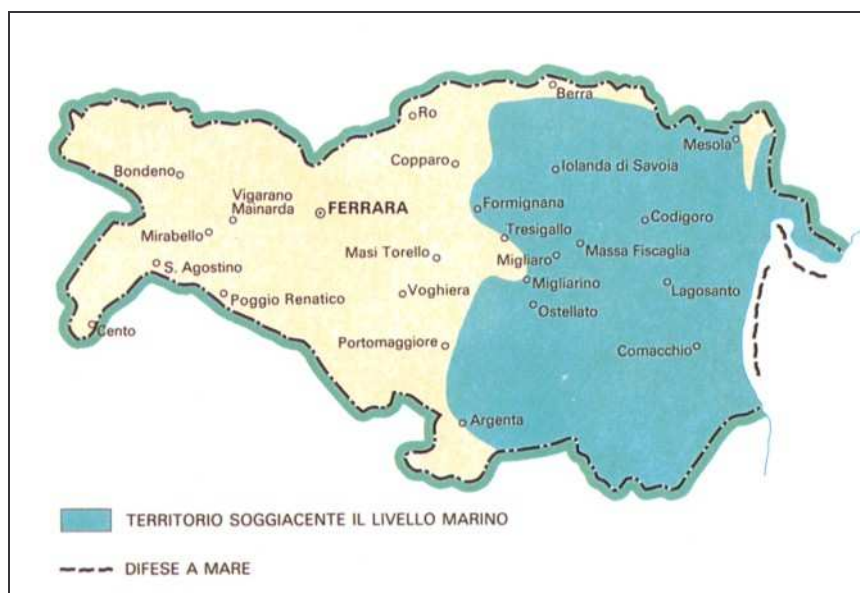 Berra
Ro
Mesola
Copparo
Iolanda di Savoia
Bondeno
Vigarano
Mainarda
FERRARA
Formignana
Codigoro
Mirabello
Tresigallo
Masi Torello
Migliaro
Massa Fiscaglia
S. Agostino
Migliarino
Lagosanto
Poggio Renatico
Voghiera
Ostellato
Cento
Portomaggiore
Comacchio
Argenta
TERRITORIO SOGGIACENTE IL LIVELLO MARINO
DIFESE A MARE